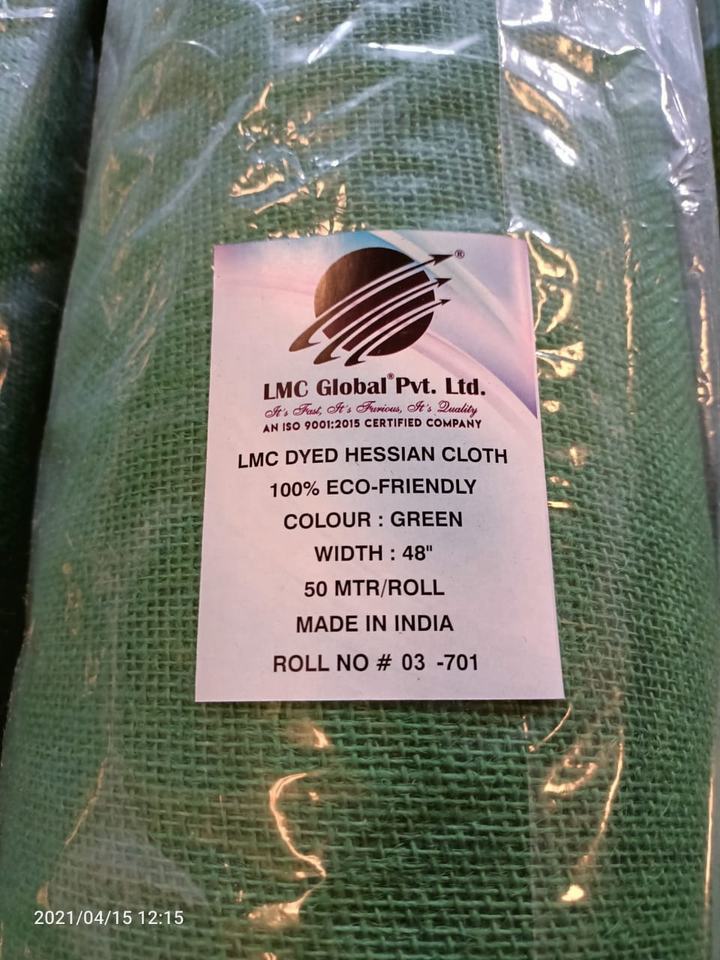 ®
LMC Global® Pvt. Ltd.
It's Fast, It's Furious, It's Quality
AN ISO 9001:2015 CERTIFIED COMPANY
LMC DYED HESSIAN CLOTH
100% ECO-FRIENDLY
COLOUR : GREEN
WIDTH : 48"
50 MTR/ROLL
MADE IN INDIA
ROLL NO # 03 -701
2021/04/15 12:15